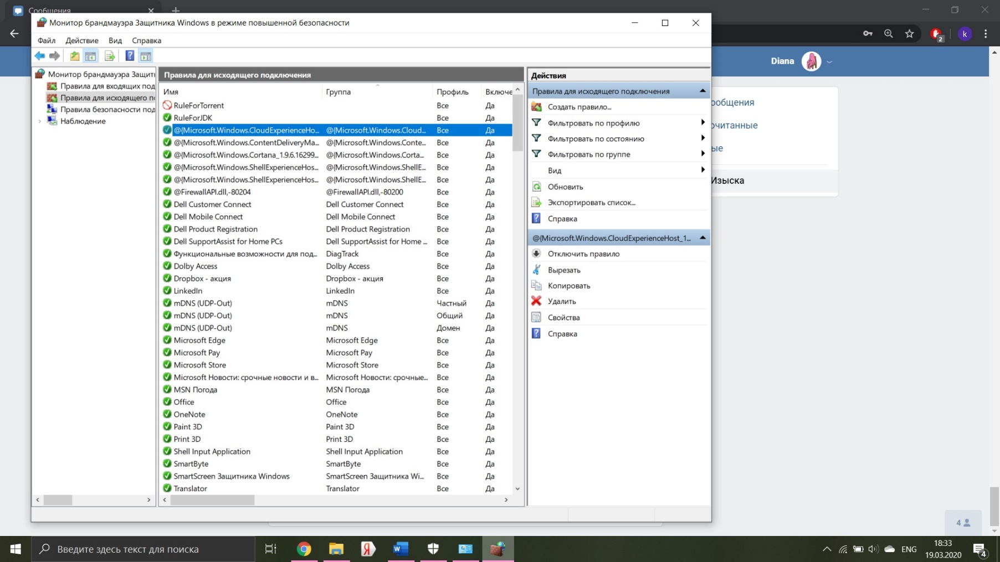 Сообщения
Монитор брандмауэра Защитника Windows в режиме повышенной безопасности
Файл Действие Вид Справка
2
k
Diana
Монитор брандмауэра Защит
Правила для входящих под
Правила для исходящего п
Правила безопасности под
Наблюдение
Правила для исходящего подключения
Имя Группа Профиль Включе
RuleForTorrent Все Да
RuleForJDK Все Да
@{Microsoft.Windows.CloudExperienceHo... @{Microsoft.Windows.Cloud... Все Да
@{Microsoft.Windows.ContentDeliveryMa... @{Microsoft.Windows.Conte... Все Да
@{Microsoft.Windows.Cortana_1.9.6.16299... @{Microsoft.Windows.Corta... Все Да
@{Microsoft.Windows.ShellExperienceHos... @{Microsoft.Windows.ShellE... Все Да
@{Microsoft.Windows.ShellExperienceHos... @{Microsoft.Windows.ShellE... Все Да
@FirewallAPI.dll,-80204 @FirewallAPI.dll,-80200 Все Да
Dell Customer Connect Dell Customer Connect Все Да
Dell Mobile Connect Dell Mobile Connect Все Да
Dell Product Registration Dell Product Registration Все Да
Dell SupportAssist for Home PCs Dell SupportAssist for Home ... Все Да
Функциональные возможности для под... DiagTrack Все Да
Dolby Access Dolby Access Все Да
Dropbox - акция Dropbox - акция Все Да
LinkedIn LinkedIn Все Да
mDNS (UDP-Out) mDNS Частный Да
mDNS (UDP-Out) mDNS Общий Да
mDNS (UDP-Out) mDNS Домен Да
Microsoft Edge Microsoft Edge Все Да
Microsoft Pay Microsoft Pay Все Да
Microsoft Store Microsoft Store Все Да
Microsoft Новости: срочные новости и в... Microsoft Новости: срочные... Все Да
MSN Погода MSN Погода Все Да
Office Office Все Да
OneNote OneNote Все Да
Paint 3D Paint 3D Все Да
Print 3D Print 3D Все Да
Shell Input Application Shell Input Application Все Да
SmartByte SmartByte Все Да
SmartScreen Защитника Windows SmartScreen Защитника Wi... Все Да
Translator Translator Все Да
Действия
Правила для исходящего подключения
Создать правило...
Фильтровать по профилю
Фильтровать по состоянию
Фильтровать по группе
Вид
Обновить
Экспортировать список...
Справка
@{Microsoft.Windows.CloudExperienceHost_1...
Отключить правило
Вырезать
Копировать
Удалить
Свойства
Справка
ообщения
очитанные
ые
Изыска
4
Введите здесь текст для поиска
Я
W
ENG
18:33
19.03.2020
4